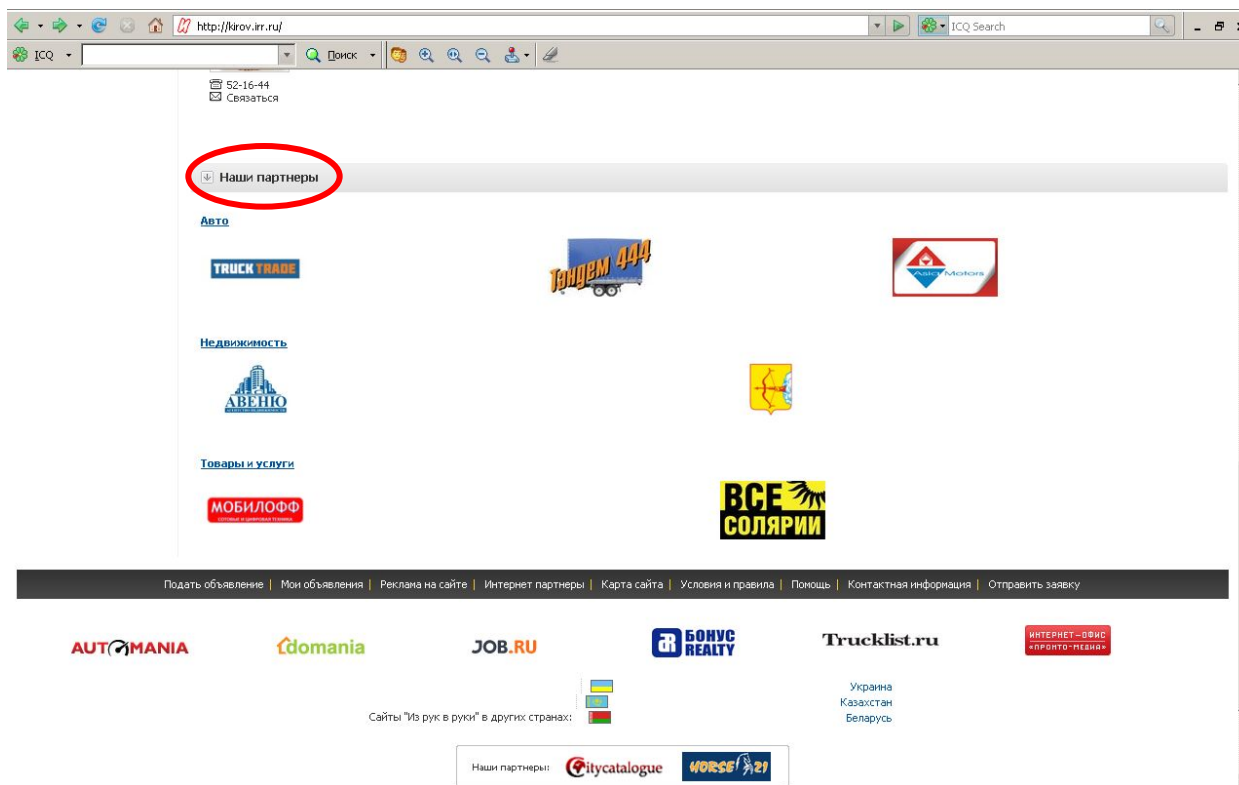 http://kirov.irr.ru/
ICQ Search
ICQ
Поиск
52-16-44
Связаться
Наши партнеры
Авто
TRUCK TRADE
Тандем 444
Asia Motors
Недвижимость
АВЕНЮ
Товары и услуги
МОБИЛОФФ
ВСЕ
СОЛЯРИИ
Подать объявление | Мои объявления | Реклама на сайте | Интернет партнеры | Карта сайта | Условия и правила | Помощь | Контактная информация | Отправить заявку
AUTOMANIA
domania
JOB.RU
БОНУС
REALTY
Trucklist.ru
ИНТЕРНЕТ-ОФИС
«ПРОНТО-МЕДИА»
Украина
Казахстан
Сайты "Из рук в руки" в других странах:
Беларусь
Наши партнеры:
Citycatalogue
HORSE 21